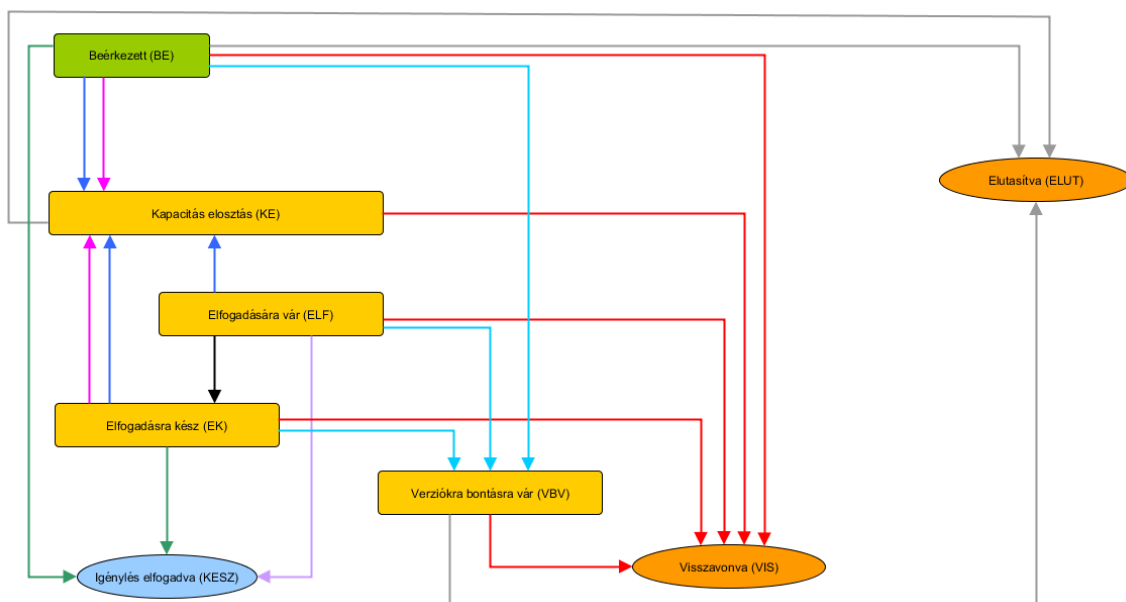 Beérkezett (BE)
Elutasítva (ELUT)
Kapacitás elosztás (KE)
Elfogadására vár (ELF)
Elfogadásra kész (EK)
Verziókra bontásra vár (VBV)
Visszavonva (VIS)
Igénylés elfogadva (KESZ)